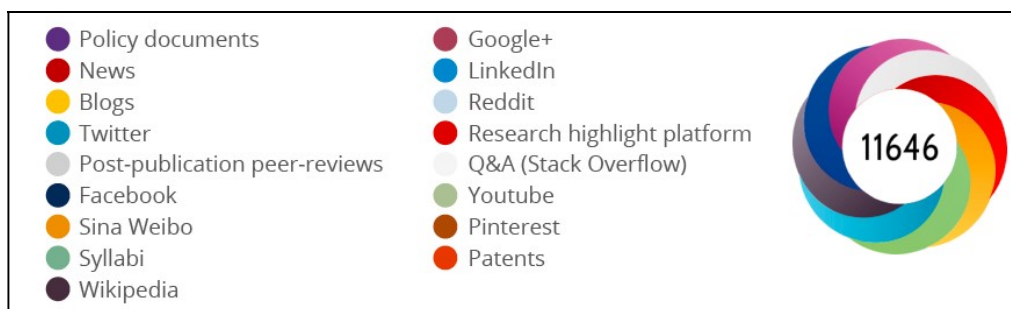 Policy documents
News
Blogs
Twitter
Post-publication peer-reviews
Facebook
Sina Weibo
Syllabi
Wikipedia
Google+
LinkedIn
Reddit
Research highlight platform
Q&A (Stack Overflow)
Youtube
Pinterest
Patents
11646